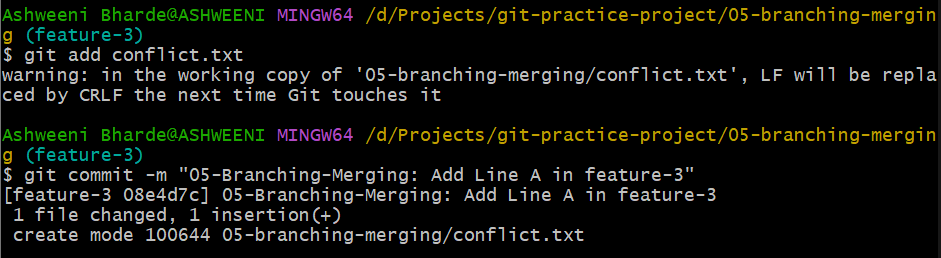 Ashweeni Bharde@ASHWEENI MINGW64 /d/Projects/git-practice-project/05-branching-mergin
g (feature-3)
$ git add conflict.txt
warning: in the working copy of '05-branching-merging/conflict.txt', LF will be repla
ced by CRLF the next time Git touches it
Ashweeni Bharde@ASHWEENI MINGW64 /d/Projects/git-practice-project/05-branching-mergin
g (feature-3)
$ git commit -m "05-Branching-Merging: Add Line A in feature-3"
[feature-3 08e4d7c] 05-Branching-Merging: Add Line A in feature-3
 1 file changed, 1 insertion(+)
 create mode 100644 05-branching-merging/conflict.txt